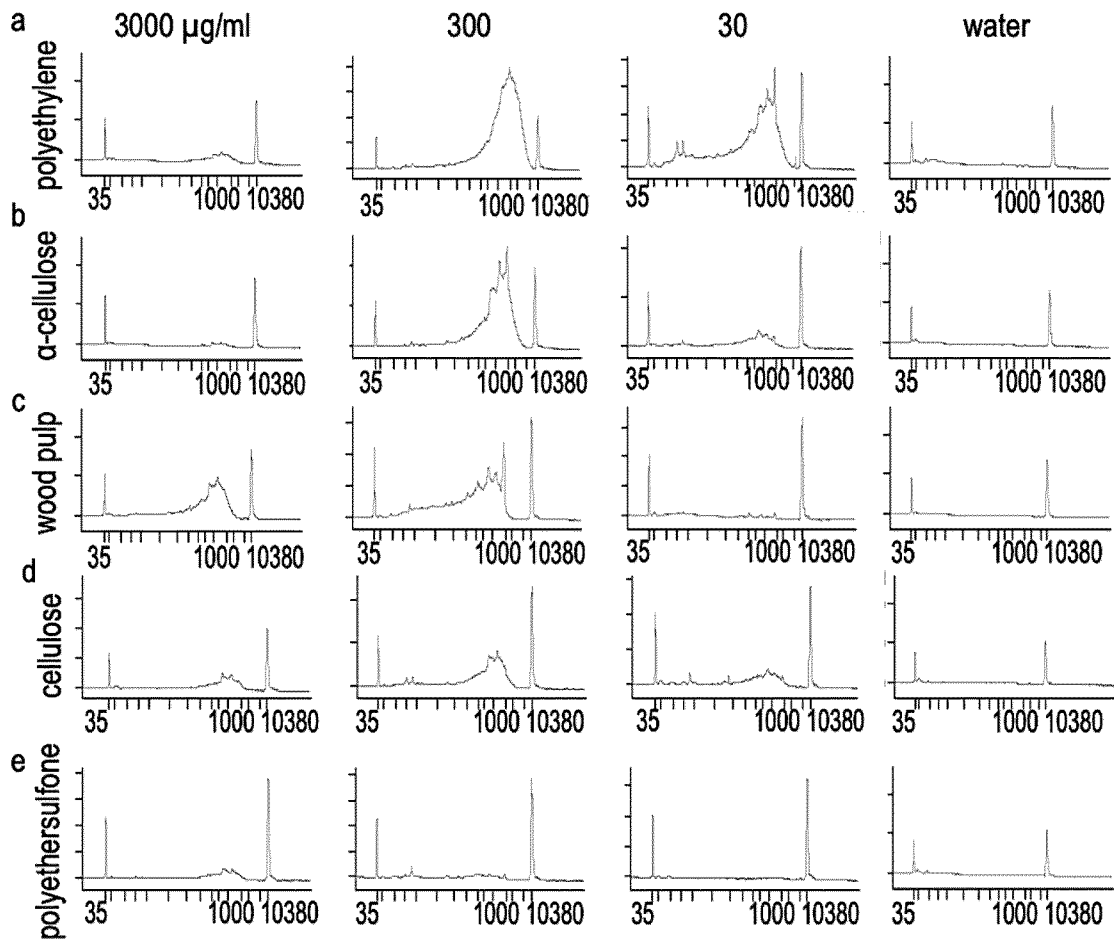 a 3000 µg/ml 300 30 water
polyethylene
35 1000 10380 35 1000 10380 35 1000 10380 35 1000 10380
b
α-cellulose
35 1000 10380 35 1000 10380 35 1000 10380 35 1000 10380
c
wood pulp
35 1000 10380 35 1000 10380 35 1000 10380 35 1000 10380
d
cellulose
35 1000 10380 35 1000 10380 35 1000 10380 35 1000 10380
e
polyethersulfone
35 1000 10380 35 1000 10380 35 1000 10380 35 1000 10380